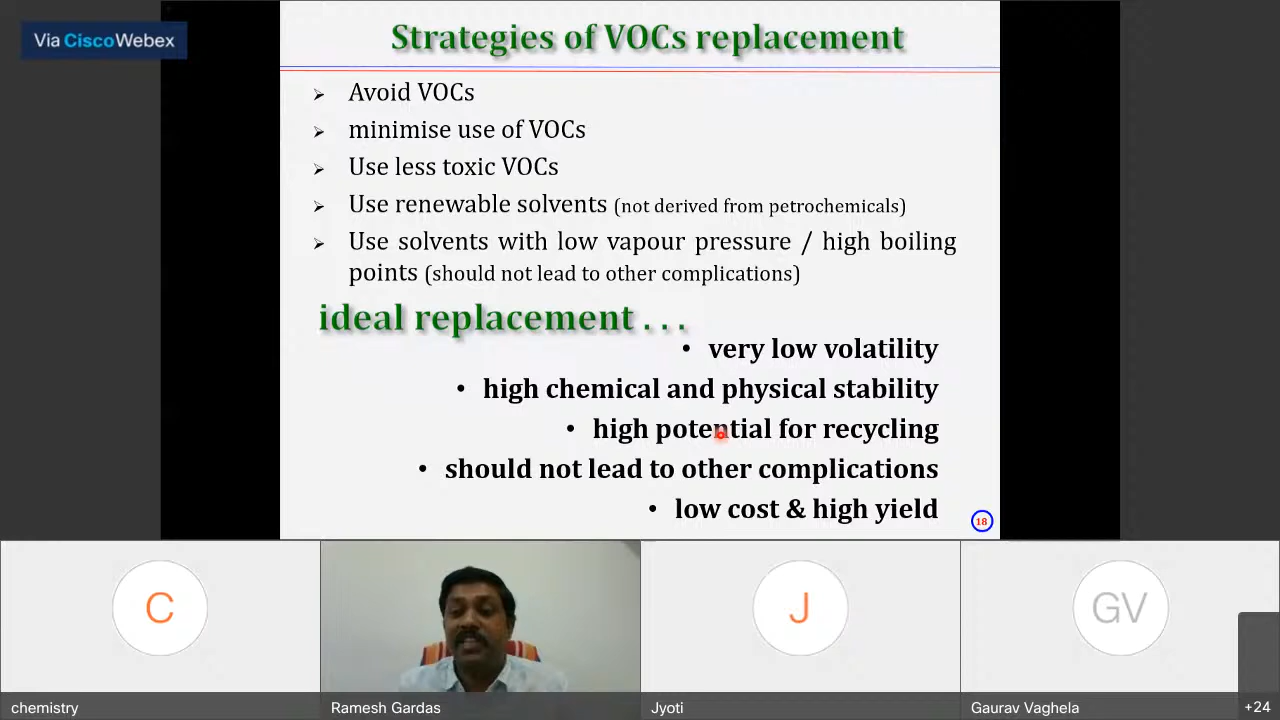 Via Cisco Webex
Strategies of VOCs replacement
➢ Avoid VOCs
➢ minimise use of VOCs
➢ Use less toxic VOCs
➢ Use renewable solvents (not derived from petrochemicals)
➢ Use solvents with low vapour pressure / high boiling
points (should not lead to other complications)
ideal replacement . . .
• very low volatility
• high chemical and physical stability
• high potential for recycling
• should not lead to other complications
• low cost & high yield
18
C
J
GV
chemistry
Ramesh Gardas
Jyoti
Gaurav Vaghela
+24